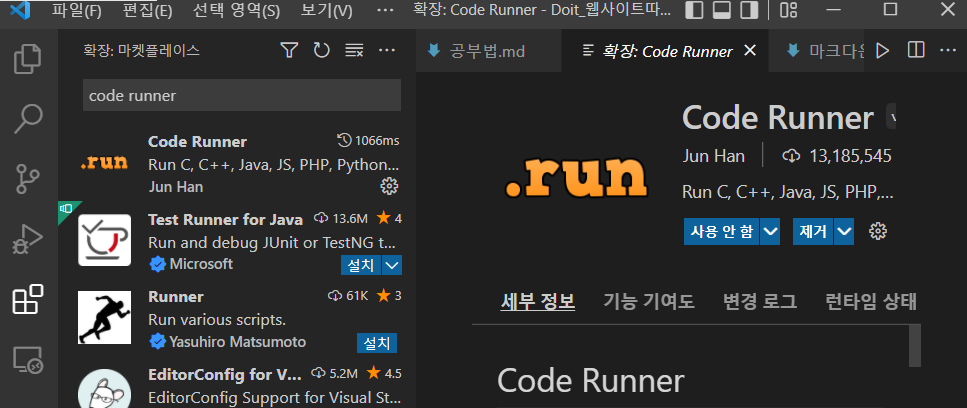 파일(F) 편집(E) 선택 영역(S) 보기(V) ··· 확장: Code Runner - Doit_웹사이트따...
확장: 마켓플레이스
code runner
Code Runner 1066ms
Run C, C++, Java, JS, PHP, Python...
Jun Han
Test Runner for Java 13.6M 4
Run and debug JUnit or TestNG t...
Microsoft 설치
Runner 61K 3
Run various scripts.
Yasuhiro Matsumoto 설치
EditorConfig for V... 5.2M 4.5
EditorConfig Support for Visual St...
공부법.md 확장: Code Runner 마크다운
.run
Code Runner v
Jun Han 13,185,545
Run C, C++, Java, JS, PHP,...
사용 안 함 제거
세부 정보 기능 기여도 변경 로그 런타임 상태
Code Runner